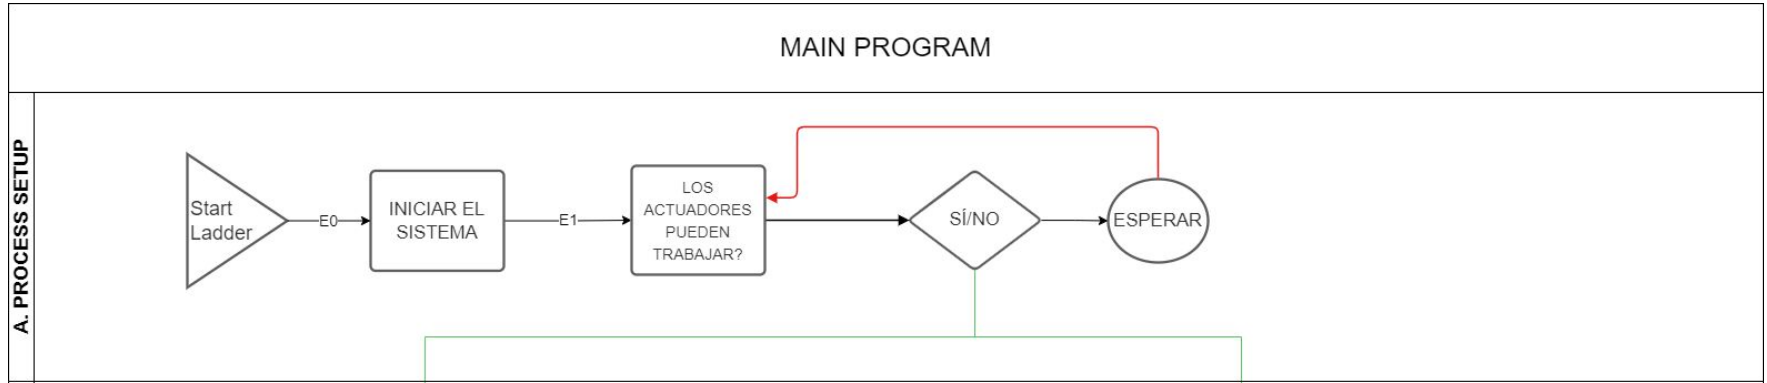 MAIN PROGRAM
A. PROCESS SETUP
Start
Ladder
E0
INICIAR EL
SISTEMA
E1
LOS
ACTUADORES
PUEDEN
TRABAJAR?
SÍ/NO
ESPERAR